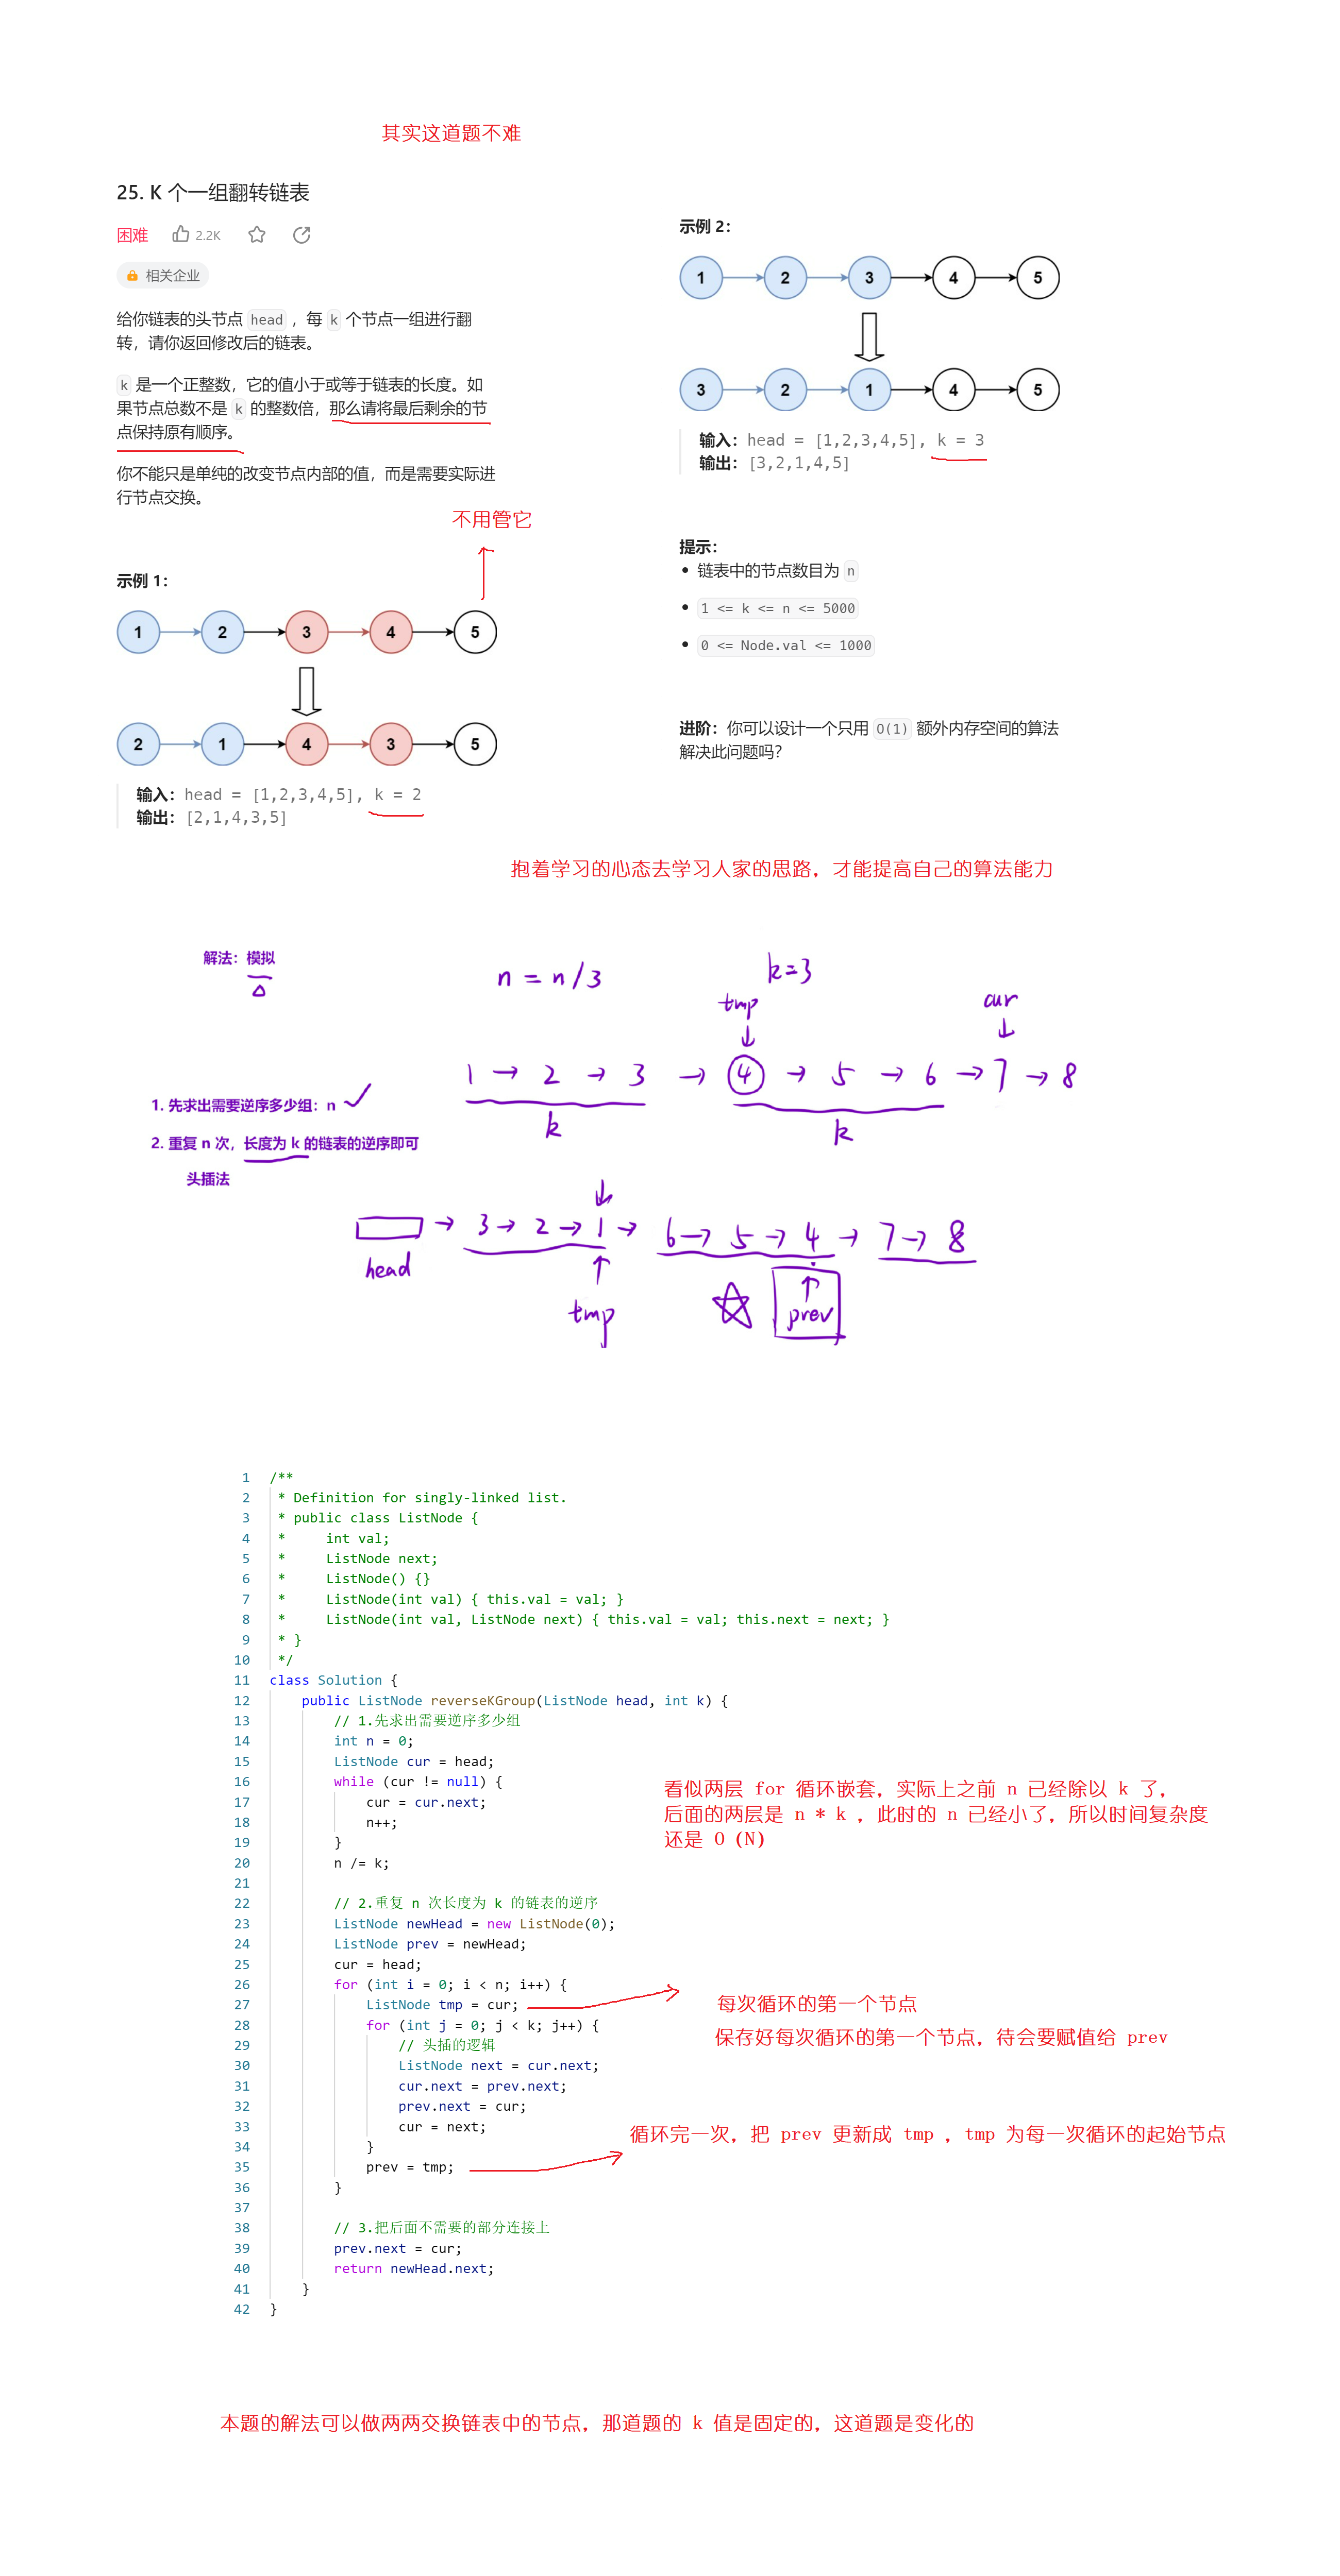 其实这道题不难
25. K 个一组翻转链表
困难 2.2K
相关企业
给你链表的头节点 head ，每 k 个节点一组进行翻
转，请你返回修改后的链表。
k 是一个正整数，它的值小于或等于链表的长度。如
果节点总数不是 k 的整数倍，那么请将最后剩余的节
点保持原有顺序。
你不能只是单纯的改变节点内部的值，而是需要实际进
行节点交换。
不用管它
示例 1：
1 2 3 4 5
2 1 4 3 5
输入：head = [1,2,3,4,5], k = 2
输出：[2,1,4,3,5]
示例 2：
1 2 3 4 5
3 2 1 4 5
输入：head = [1,2,3,4,5], k = 3
输出：[3,2,1,4,5]
提示：
• 链表中的节点数目为 n
• 1 <= k <= n <= 5000
• 0 <= Node.val <= 1000
进阶：你可以设计一个只用 O(1) 额外内存空间的算法
解决此问题吗？
抱着学习的心态去学习人家的思路，才能提高自己的算法能力
解法：模拟
n = n/3
k=3
tmp
cur
1 → 2 → 3 → 4 → 5 → 6 → 7 → 8
k
k
1. 先求出需要逆序多少组：n
2. 重复 n 次，长度为 k 的链表的逆序即可
头插法
→ 3 → 2 → 1 → 6 → 5 → 4 → 7 → 8
head
tmp
prev
1 /**
2  * Definition for singly-linked list.
3  * public class ListNode {
4  *     int val;
5  *     ListNode next;
6  *     ListNode() {}
7  *     ListNode(int val) { this.val = val; }
8  *     ListNode(int val, ListNode next) { this.val = val; this.next = next; }
9  * }
10  */
11 class Solution {
12     public ListNode reverseKGroup(ListNode head, int k) {
13         // 1.先求出需要逆序多少组
14         int n = 0;
15         ListNode cur = head;
16         while (cur != null) {
17             cur = cur.next;
18             n++;
19         }
20         n /= k;
21
22         // 2.重复 n 次长度为 k 的链表的逆序
23         ListNode newHead = new ListNode(0);
24         ListNode prev = newHead;
25         cur = head;
26         for (int i = 0; i < n; i++) {
27             ListNode tmp = cur;
28             for (int j = 0; j < k; j++) {
29                 // 头插的逻辑
30                 ListNode next = cur.next;
31                 cur.next = prev.next;
32                 prev.next = cur;
33                 cur = next;
34             }
35             prev = tmp;
36         }
37
38         // 3.把后面不需要的部分连接上
39         prev.next = cur;
40         return newHead.next;
41     }
42 }
看似两层 for 循环嵌套，实际上之前 n 已经除以 k 了，
后面的两层是 n * k ，此时的 n 已经小了，所以时间复杂度
还是 O（N）
每次循环的第一个节点
保存好每次循环的第一个节点，待会要赋值给 prev
循环完一次，把 prev 更新成 tmp ，tmp 为每一次循环的起始节点
本题的解法可以做两两交换链表中的节点，那道题的 k 值是固定的，这道题是变化的